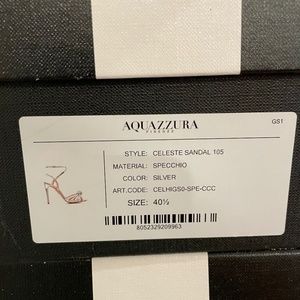 AQUAZZURA
FIRENZE
GS1
STYLE: CELESTE SANDAL 105
MATERIAL: SPECCHIO
COLOR: SILVER
ART.CODE: CELHIGS0-SPE-CCC
SIZE: 40½
8052329209963